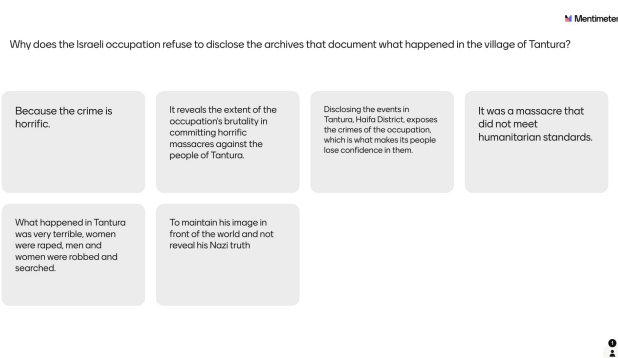 Mentimeter
Why does the Israeli occupation refuse to disclose the archives that document what happened in the village of Tantura?
Because the crime is
horrific.
It reveals the extent of the
occupation's brutality in
committing horrific
massacres against the
people of Tantura.
Disclosing the events in
Tantura, Haifa District, exposes
the crimes of the occupation,
which is what makes its people
lose confidence in them.
It was a massacre that
did not meet
humanitarian standards.
What happened in Tantura
was very terrible, women
were raped, men and
women were robbed and
searched.
To maintain his image in
front of the world and not
reveal his Nazi truth